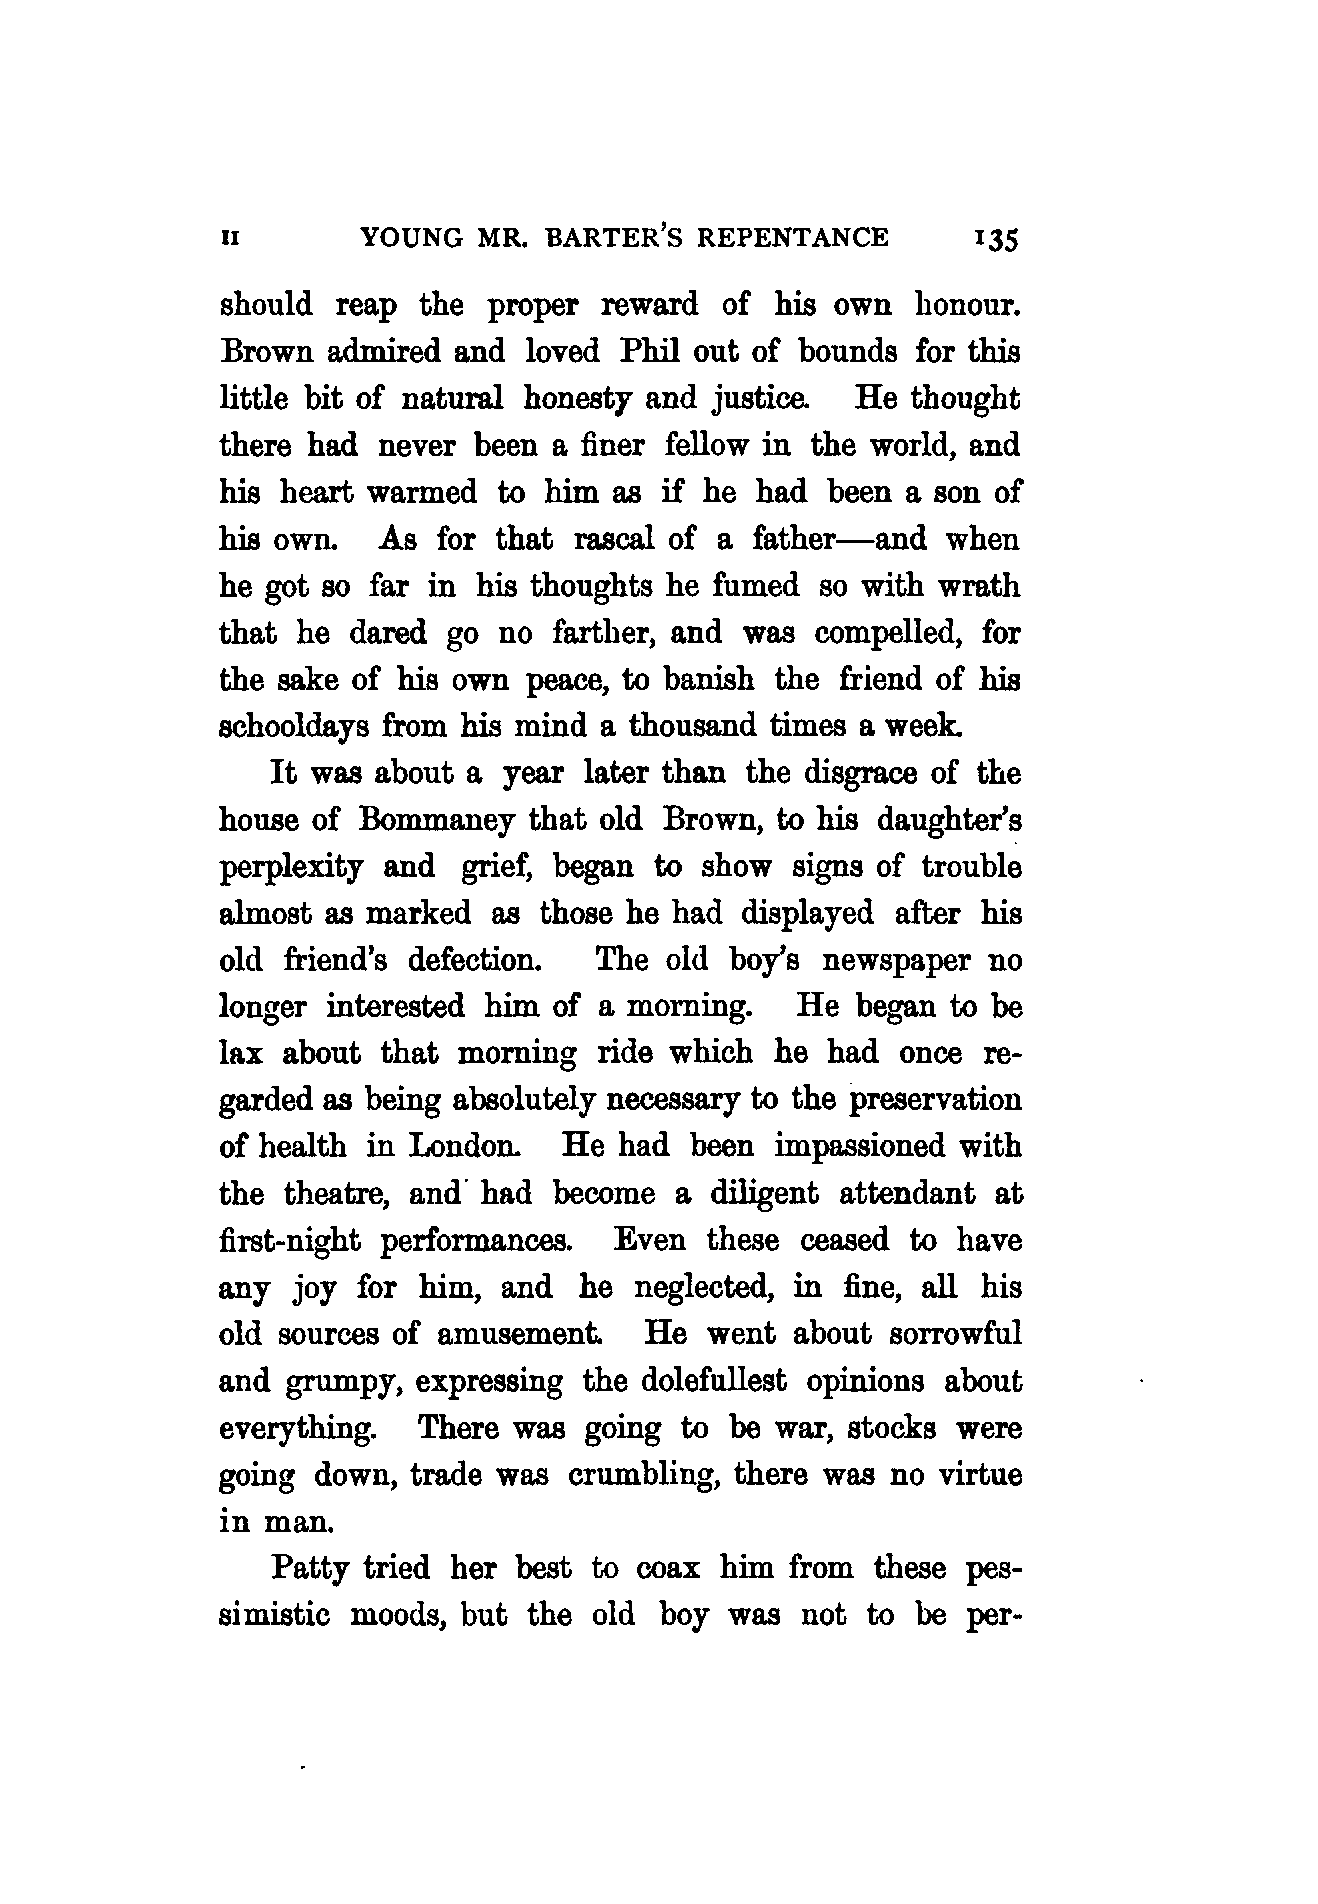 II YOUNG MR. BARTER'S REPENTANCE 135
should reap the proper reward of his own honour.
Brown admired and loved Phil out of bounds for this
little bit of natural honesty and justice. He thought
there had never been a finer fellow in the world, and
his heart warmed to him as if he had been a son of
his own. As for that rascal of a father—and when
he got so far in his thoughts he fumed so with wrath
that he dared go no farther, and was compelled, for
the sake of his own peace, to banish the friend of his
schooldays from his mind a thousand times a week.
It was about a year later than the disgrace of the
house of Bommaney that old Brown, to his daughter's
perplexity and grief, began to show signs of trouble
almost as marked as those he had displayed after his
old friend's defection. The old boy's newspaper no
longer interested him of a morning. He began to be
lax about that morning ride which he had once re-
garded as being absolutely necessary to the preservation
of health in London. He had been impassioned with
the theatre, and had become a diligent attendant at
first-night performances. Even these ceased to have
any joy for him, and he neglected, in fine, all his
old sources of amusement. He went about sorrowful
and grumpy, expressing the dolefullest opinions about
everything. There was going to be war, stocks were
going down, trade was crumbling, there was no virtue
in man.
Patty tried her best to coax him from these pes-
simistic moods, but the old boy was not to be per-